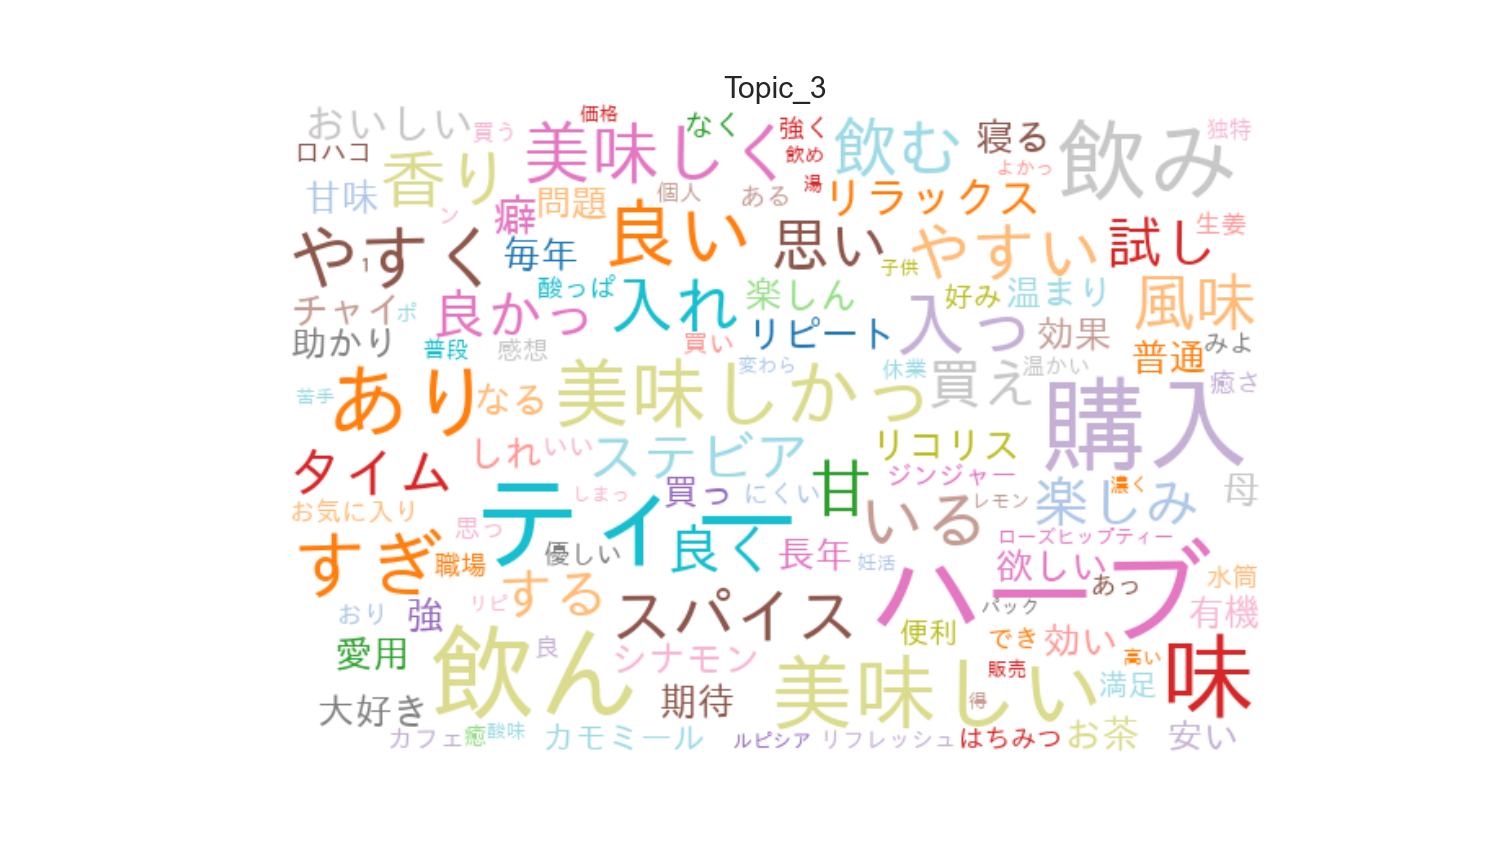 Topic_3
おいしい
買う
美味しく
価格
なく
強く
飲む
寝る
飲み
独特
ロハコ
香り
飲め
よかっ
甘味
ン
癖
問題
個人
ある
湯
リラックス
生姜
やすく
毎年
良い
思い
子供
やすい
試し
チャイ
ポ
良かっ
酸っぱ
入れ
楽しん
好み
温まり
風味
助かり
普段
感想
買い
リピート
入っ
効果
普通
みよ
苦手
あり
なる
美味しかっ
変わら
休業
買え
温かい
購入
癒さ
タイム
しれ
いい
ステビア
リコリス
ジンジャー
お気に入り
思っ
ティー
しまっ
買っ
にくい
甘
いる
レモン
楽しみ
濃く
母
すぎ
職場
優しい
良く
長年
妊活
ローズヒップティー
欲しい
ハーブ
あっ
水筒
おり
強
リピ
する
スパイス
パック
有機
愛用
飲ん
良
シナモン
便利
でき
効い
高い
味
大好き
期待
美味しい
得
販売
満足
カフェ
癒
酸味
カモミール
ルピシア
リフレッシュ
はちみつ
お茶
安い